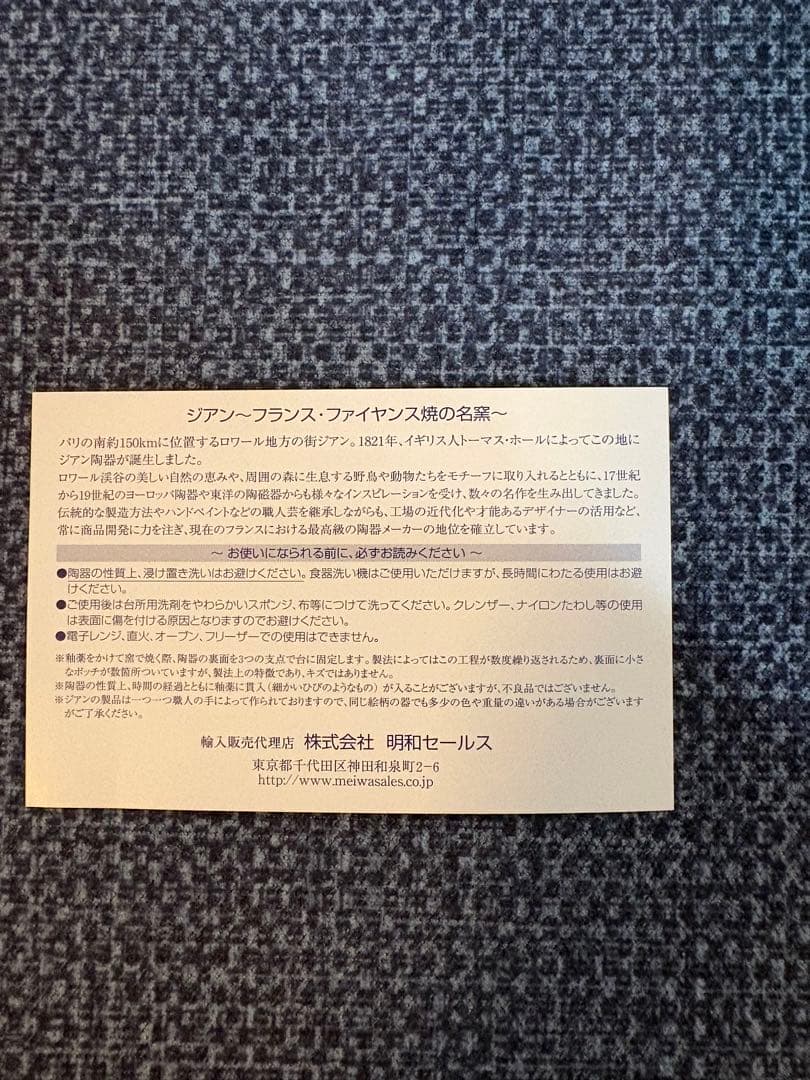 ジアン～フランス・ファイヤンス焼の名窯～
パリの南約150kmに位置するロワール地方の街ジアン。1821年、イギリス人トーマス・ホールによってこの地に
ジアン陶器が誕生しました。
ロワール渓谷の美しい自然の恵みや、周囲の森に生息する野鳥や動物たちをモチーフに取り入れるとともに、17世紀
から19世紀のヨーロッパ陶器や東洋の陶磁器からも様々なインスピレーションを受け、数々の名作を生み出してきました。
伝統的な製造方法やハンドペイントなどの職人芸を継承しながらも、工場の近代化や才能あるデザイナーの活用など、
常に商品開発に力を注ぎ、現在のフランスにおける最高級の陶器メーカーの地位を確立しています。
～ お使いになられる前に、必ずお読みください ～
●陶器の性質上、浸け置き洗いはお避けください。食器洗い機はご使用いただけますが、長時間にわたる使用はお避
けください。
●ご使用後は台所用洗剤をやわらかいスポンジ、布等につけて洗ってください。クレンザー、ナイロンたわし等の使用
は表面に傷を付ける原因となりますのでお避けください。
●電子レンジ、直火、オーブン、フリーザーでの使用はできません。
※釉薬をかけて窯で焼く際、陶器の裏面を3つの支点で台に固定します。製法によってはこの工程が数度繰り返されるため、裏面に小さ
なポッチが数箇所ついていますが、製法上の特徴であり、キズではありません。
※陶器の性質上、時間の経過とともに釉薬に貫入（細かいひびのようなもの）が入ることがございますが、不良品ではございません。
※ジアンの製品は一つ一つ職人の手によって作られておりますので、同じ絵柄の器でも多少の色や重量の違いがある場合がございます
がご了承ください。
輸入販売代理店 株式会社 明和セールス
東京都千代田区神田和泉町2－6
http://www.meiwasales.co.jp